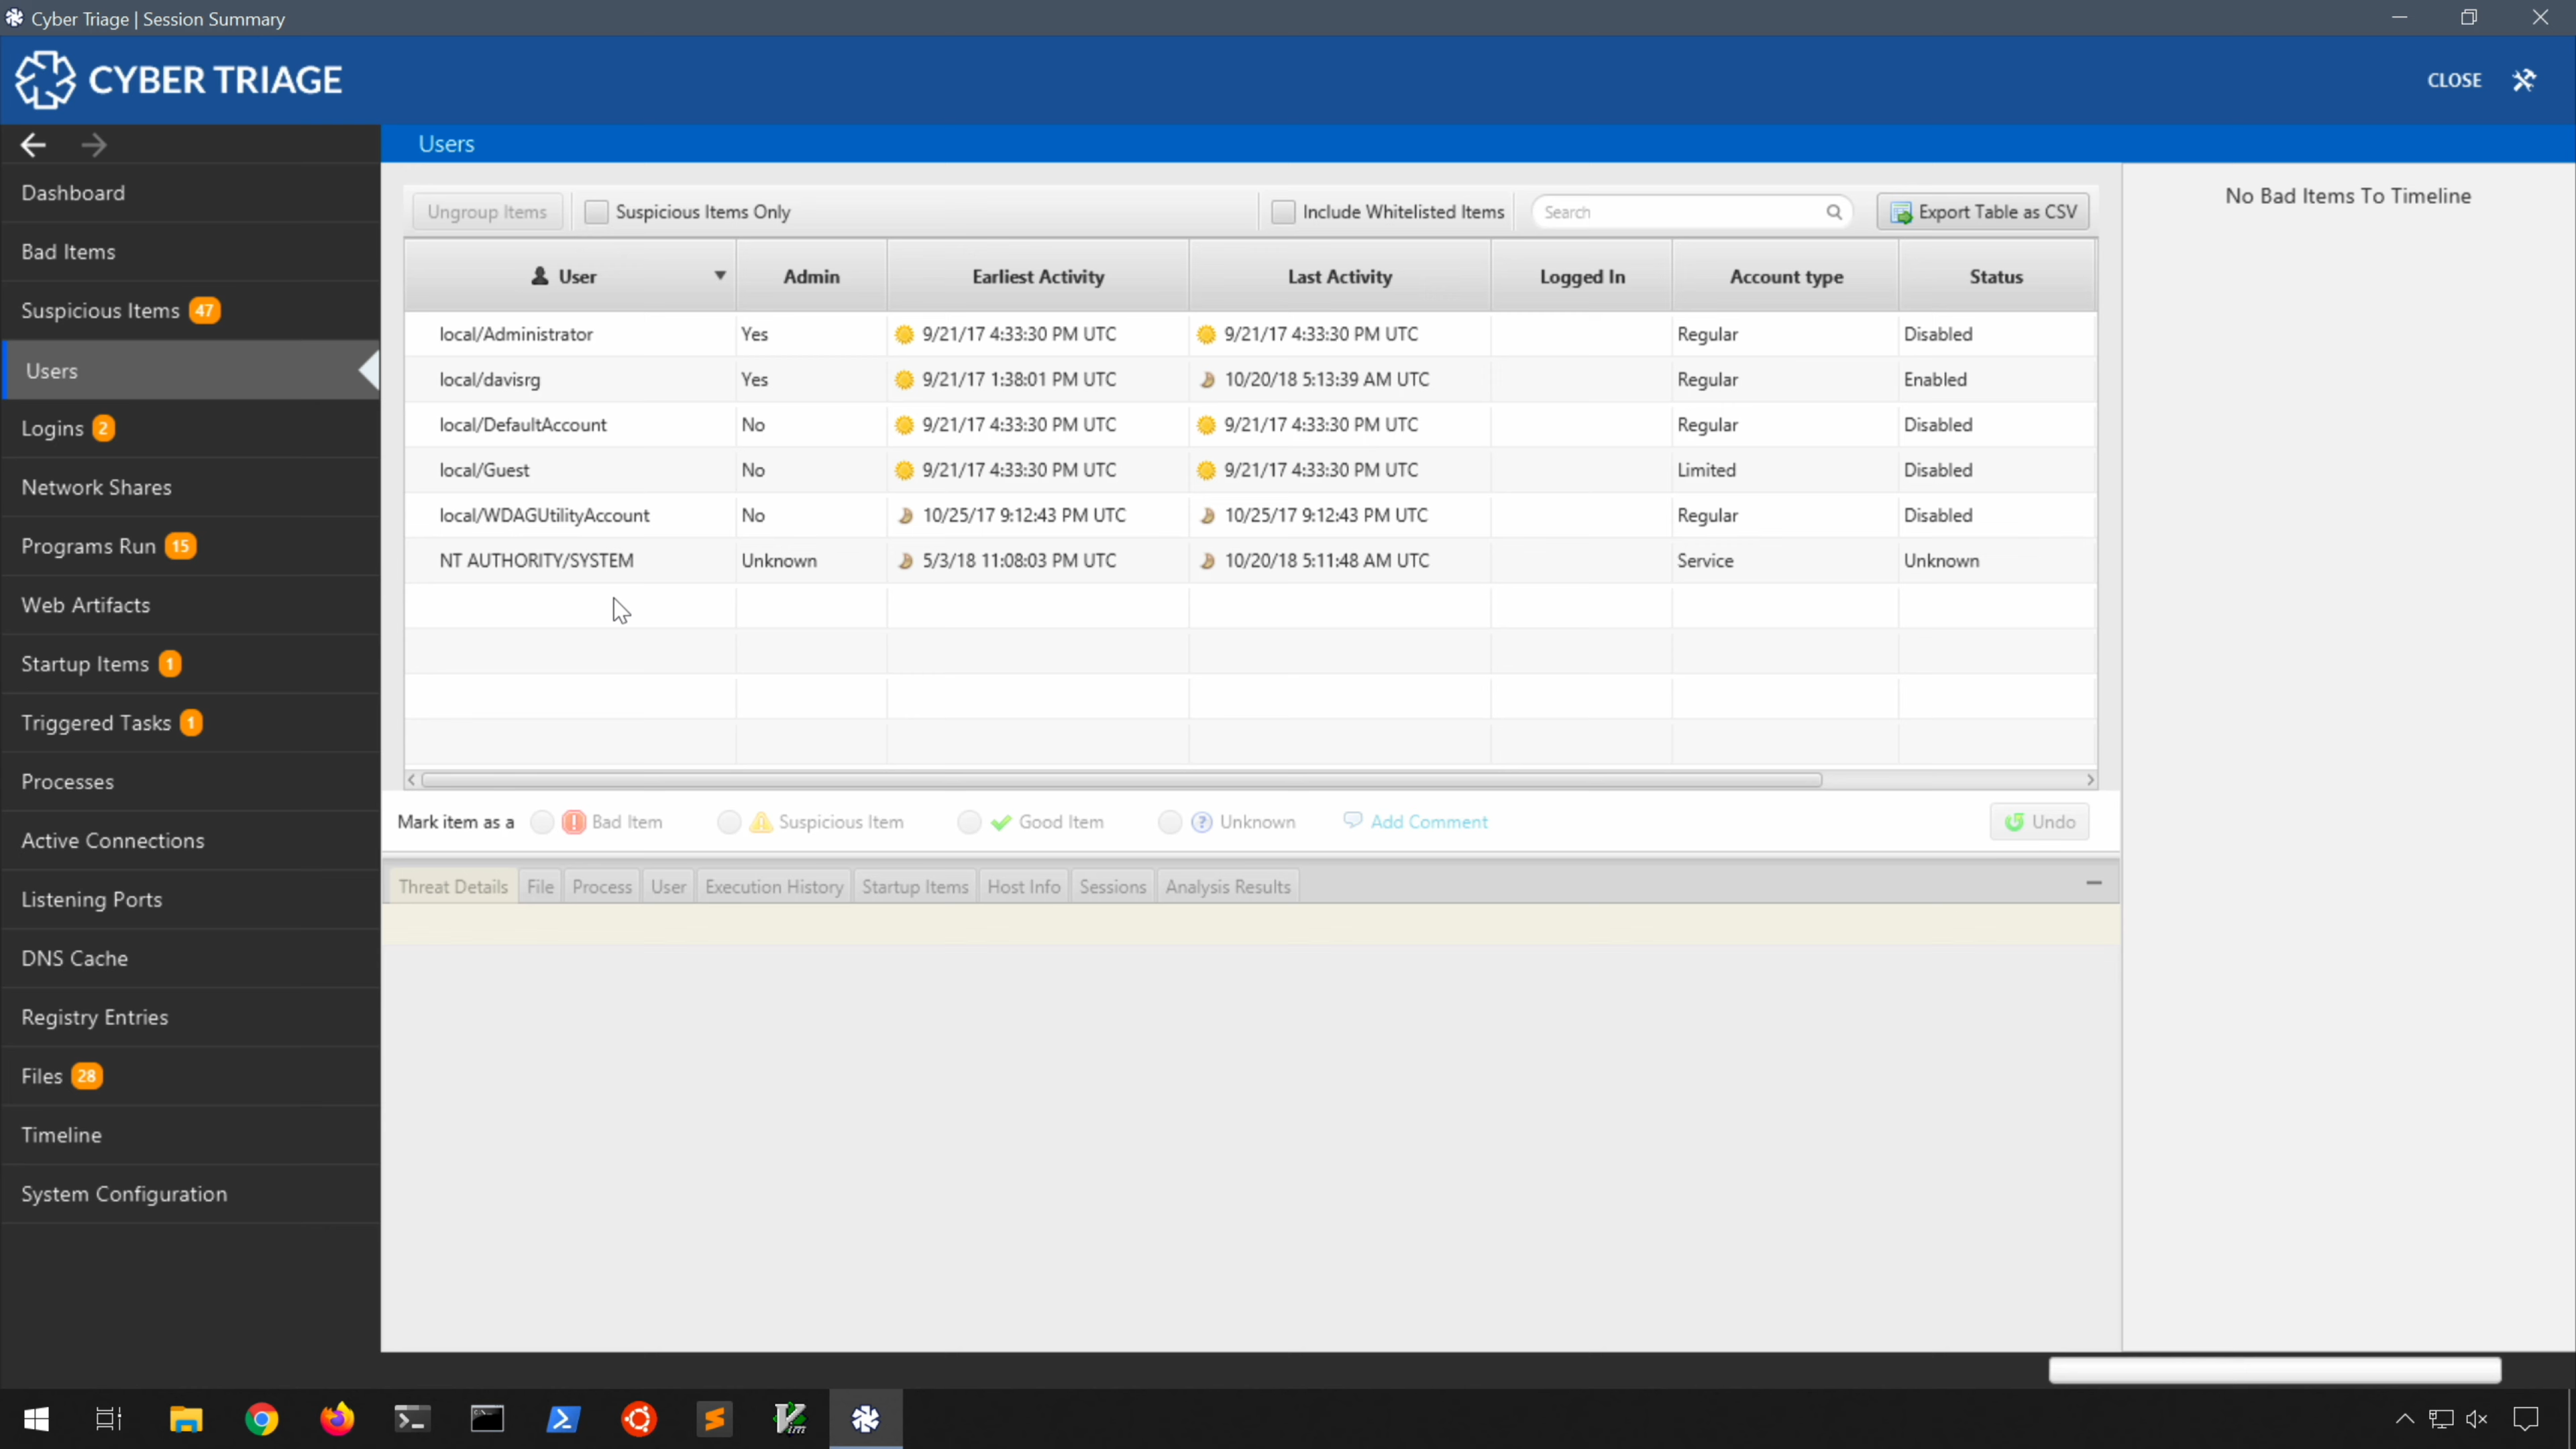 Cyber Triage | Session Summary
CYBER TRIAGE
CLOSE
Users
Dashboard
Bad Items
Suspicious Items 47
Users
Logins 2
Network Shares
Programs Run 15
Web Artifacts
Startup Items 1
Triggered Tasks 1
Processes
Active Connections
Listening Ports
DNS Cache
Registry Entries
Files 28
Timeline
System Configuration
Ungroup Items Suspicious Items Only Include Whitelisted Items Search Export Table as CSV
User Admin Earliest Activity Last Activity Logged In Account type Status
local/Administrator Yes 9/21/17 4:33:30 PM UTC 9/21/17 4:33:30 PM UTC Regular Disabled
local/davisrg Yes 9/21/17 1:38:01 PM UTC 10/20/18 5:13:39 AM UTC Regular Enabled
local/DefaultAccount No 9/21/17 4:33:30 PM UTC 9/21/17 4:33:30 PM UTC Regular Disabled
local/Guest No 9/21/17 4:33:30 PM UTC 9/21/17 4:33:30 PM UTC Limited Disabled
local/WDAGUtilityAccount No 10/25/17 9:12:43 PM UTC 10/25/17 9:12:43 PM UTC Regular Disabled
NT AUTHORITY/SYSTEM Unknown 5/3/18 11:08:03 PM UTC 10/20/18 5:11:48 AM UTC Service Unknown
Mark item as a Bad Item Suspicious Item Good Item Unknown Add Comment Undo
Threat Details File Process User Execution History Startup Items Host Info Sessions Analysis Results
No Bad Items To Timeline